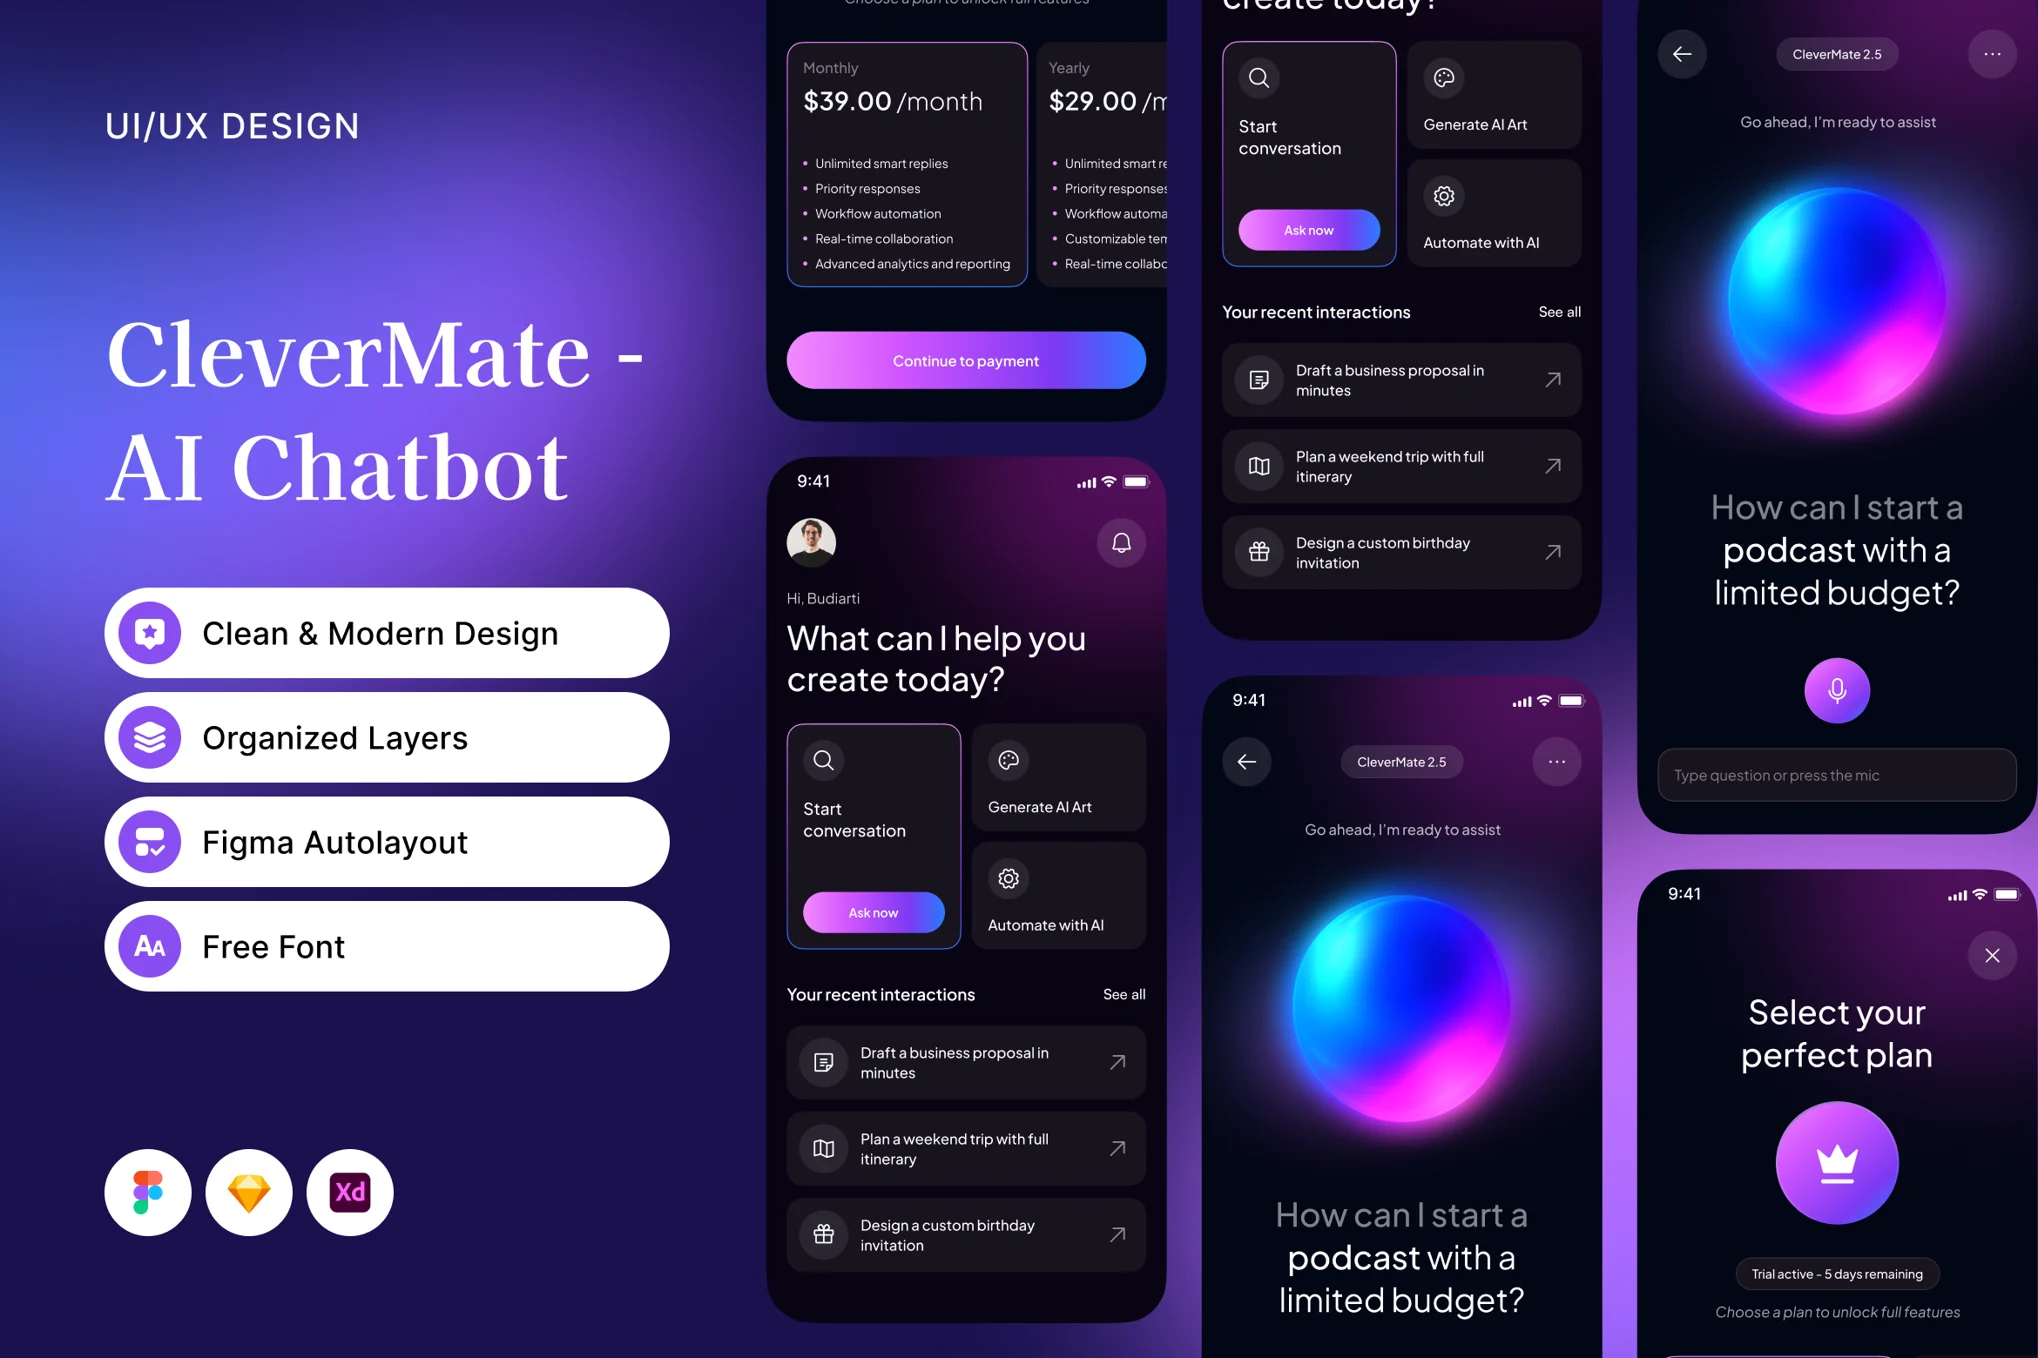 UI/UX DESIGN
CleverMate -
AI Chatbot
Clean & Modern Design
Organized Layers
Figma Autolayout
Free Font
Xd
Choose a plan to unlock full features
Monthly
$39.00 /month
• Unlimited smart replies
• Priority responses
• Workflow automation
• Real-time collaboration
• Advanced analytics and reporting
Yearly
$29.00 /m
• Unlimited smart re
• Priority responses
• Workflow automa
• Customizable tem
• Real-time collabo
Continue to payment
9:41
Hi, Budiarti
What can I help you
create today?
Start
conversation
Ask now
Generate AI Art
Automate with AI
Your recent interactions
See all
Draft a business proposal in
minutes
Plan a weekend trip with full
itinerary
Design a custom birthday
invitation
create today?
Start
conversation
Ask now
Generate AI Art
Automate with AI
Your recent interactions
See all
Draft a business proposal in
minutes
Plan a weekend trip with full
itinerary
Design a custom birthday
invitation
9:41
CleverMate 2.5
Go ahead, I'm ready to assist
How can I start a
podcast with a
limited budget?
CleverMate 2.5
Go ahead, I'm ready to assist
How can I start a
podcast with a
limited budget?
Type question or press the mic
9:41
Select your
perfect plan
Trial active - 5 days remaining
Choose a plan to unlock full features